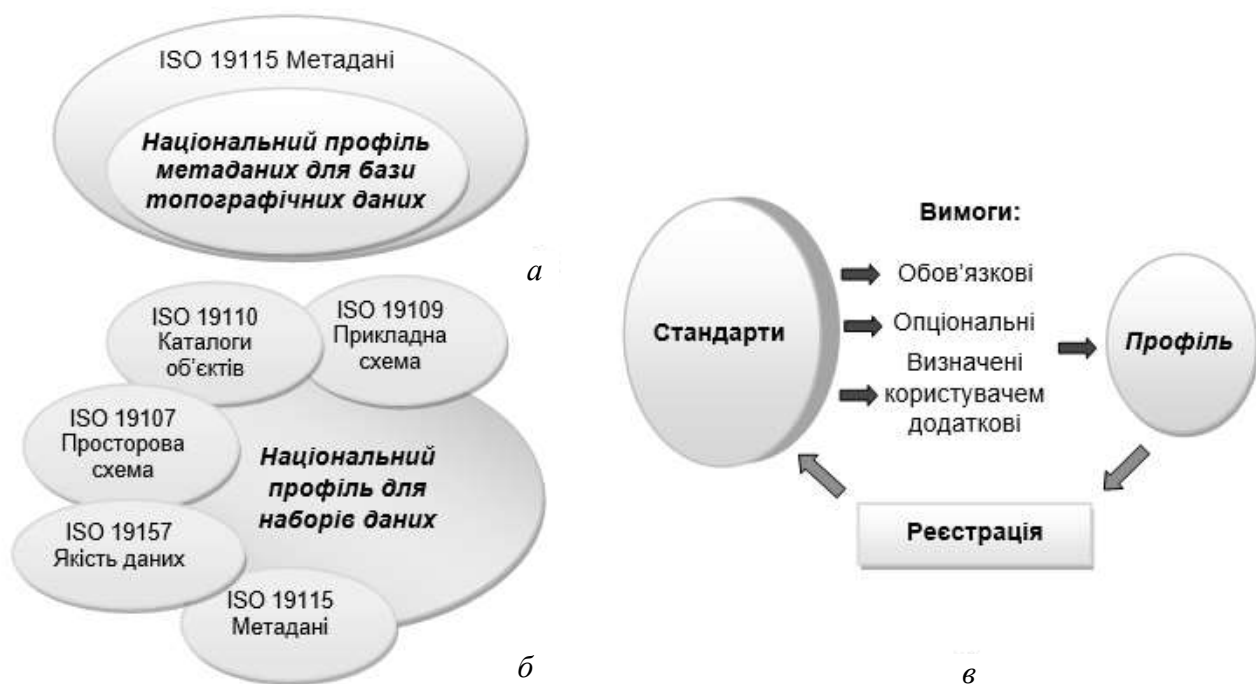 ISO 19115 Метадані
Національний профіль
метаданих для бази
топографічних даних
а
ISO 19110
Каталоги
об'єктів
ISO 19109
Прикладна
схема
ISO 19107
Просторова
схема
Національний
профіль для
наборів даних
ISO 19157
Якість даних
ISO 19115
Метадані
б
Стандарти
Вимоги:
Обов'язкові
Опціональні
Визначені
користувачем
додаткові
Профіль
Реєстрація
в